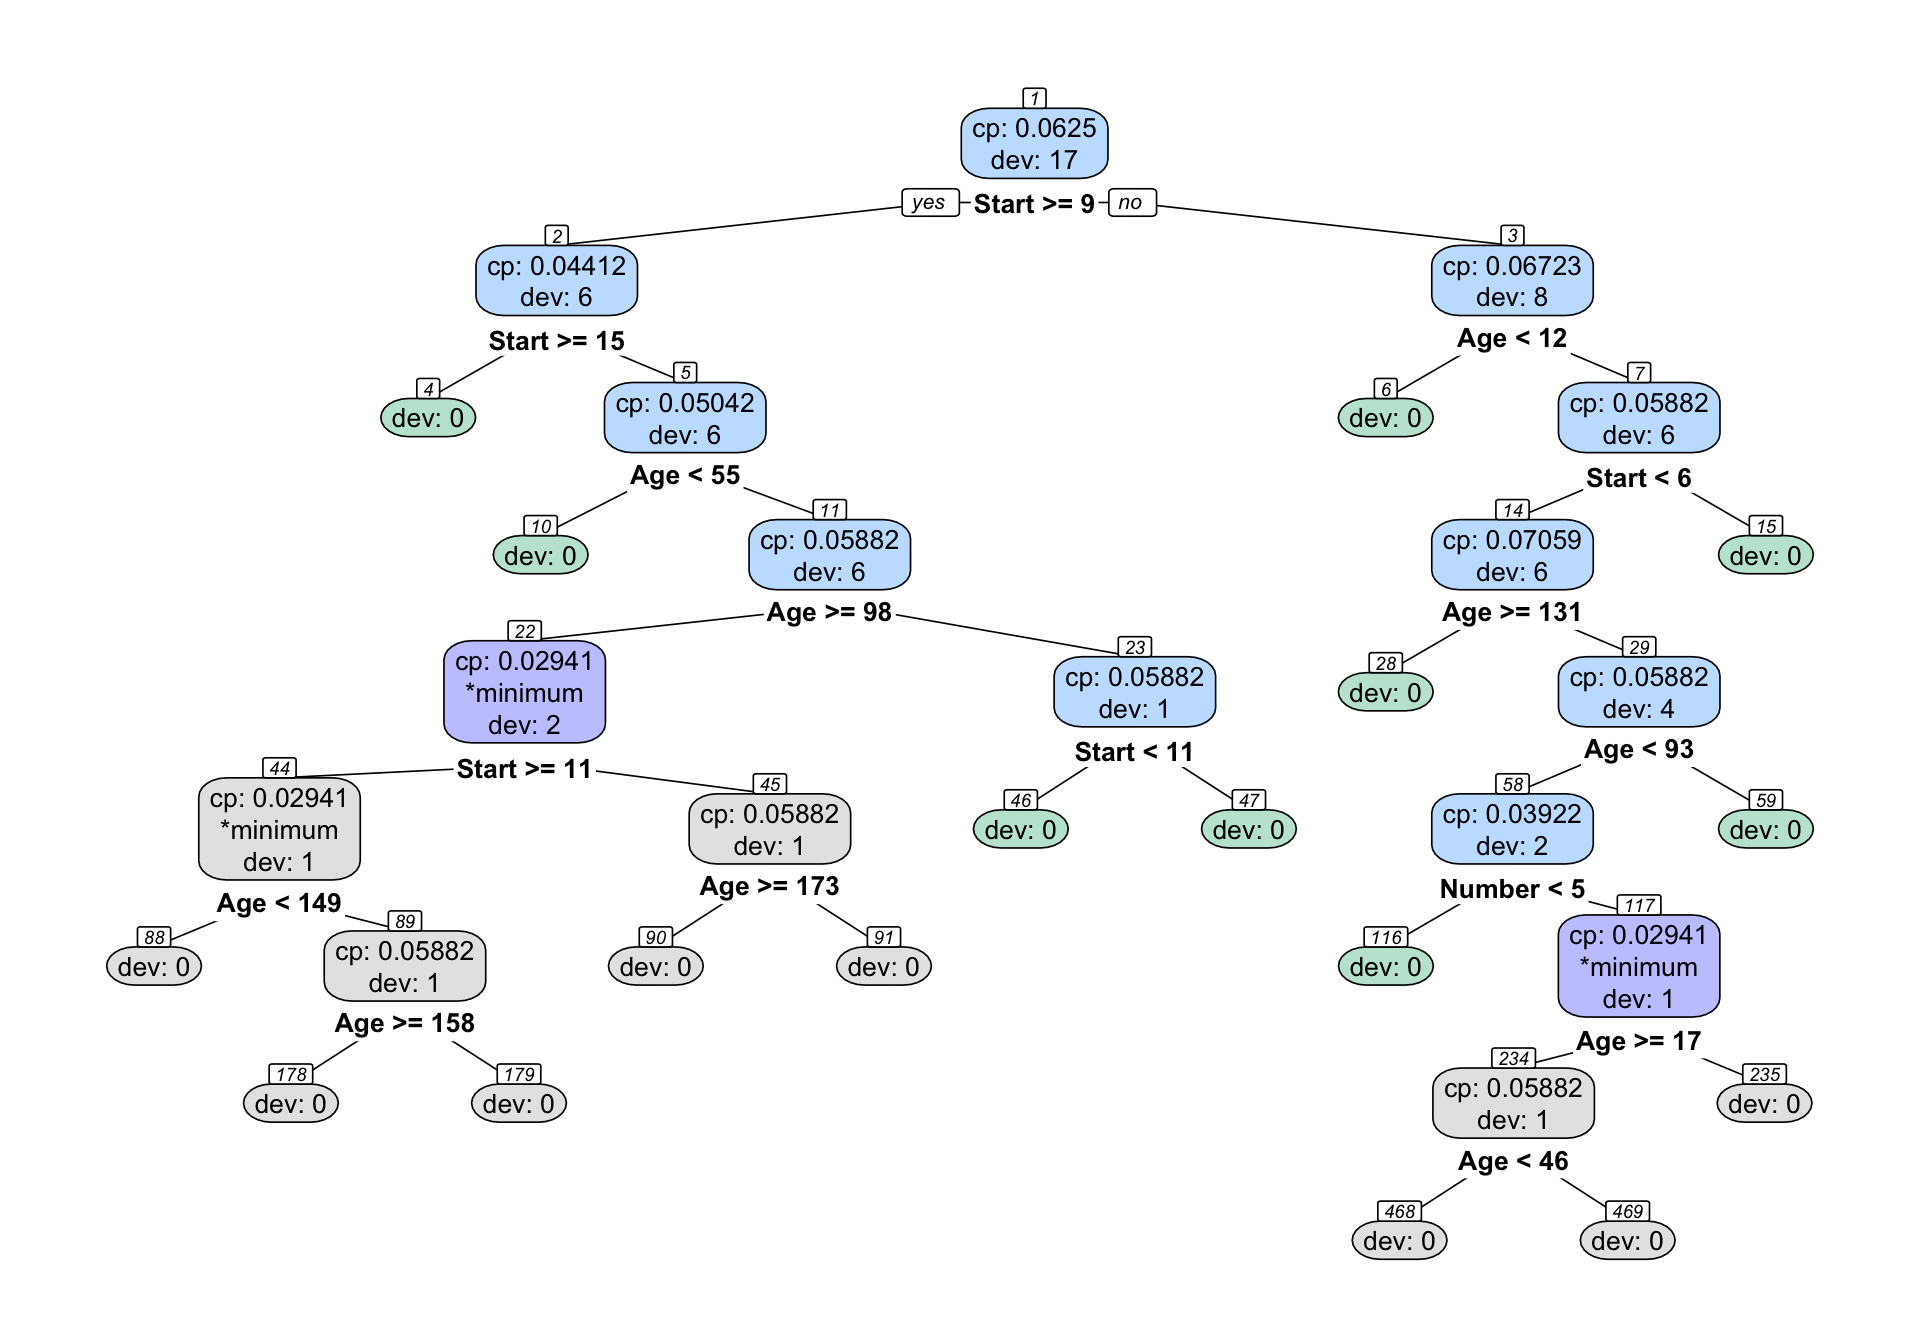 1
cp: 0.0625
dev: 17
yes Start >= 9 no
2
cp: 0.04412
dev: 6
3
cp: 0.06723
dev: 8
Start >= 15
Age < 12
4
dev: 0
5
cp: 0.05042
dev: 6
6
dev: 0
7
cp: 0.05882
dev: 6
Age < 55
Start < 6
10
dev: 0
11
cp: 0.05882
dev: 6
14
cp: 0.07059
dev: 6
15
dev: 0
Age >= 98
Age >= 131
22
cp: 0.02941
*minimum
dev: 2
23
cp: 0.05882
dev: 1
28
dev: 0
29
cp: 0.05882
dev: 4
Start >= 11
Start < 11
Age < 93
44
cp: 0.02941
*minimum
dev: 1
45
cp: 0.05882
dev: 1
46
dev: 0
47
dev: 0
58
cp: 0.03922
dev: 2
59
dev: 0
Age < 149
Age >= 173
Number < 5
88
dev: 0
89
cp: 0.05882
dev: 1
90
dev: 0
91
dev: 0
116
dev: 0
117
cp: 0.02941
*minimum
dev: 1
Age >= 158
Age >= 17
178
dev: 0
179
dev: 0
234
cp: 0.05882
dev: 1
235
dev: 0
Age < 46
468
dev: 0
469
dev: 0